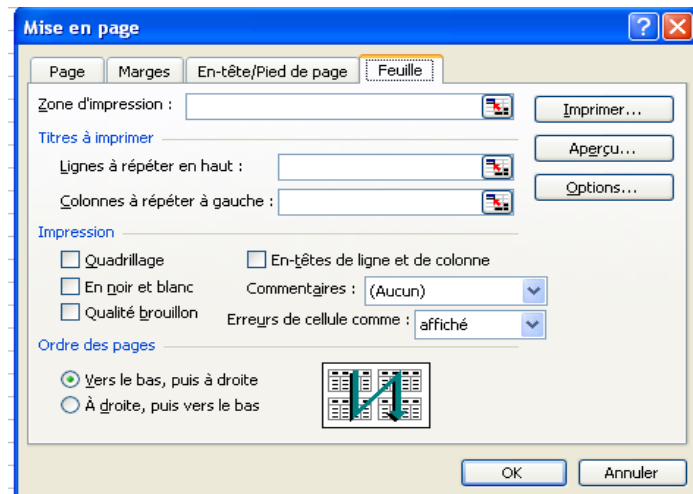 Mise en page
Page Marges En-tête/Pied de page Feuille
Zone d'impression :
Imprimer...
Titres à imprimer
Aperçu...
Lignes à répéter en haut :
Options...
Colonnes à répéter à gauche :
Impression
Quadrillage En-têtes de ligne et de colonne
En noir et blanc Commentaires : (Aucun)
Qualité brouillon Erreurs de cellule comme : affiché
Ordre des pages
Vers le bas, puis à droite
À droite, puis vers le bas
OK Annuler